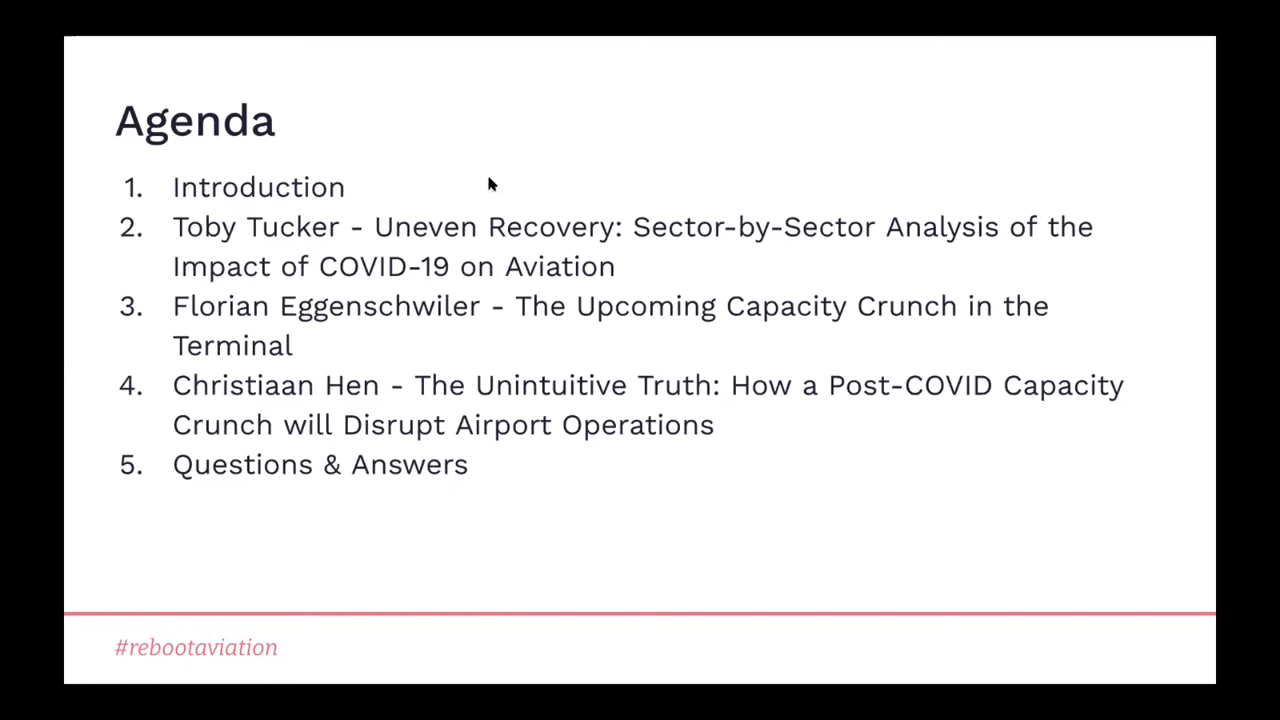 Agenda
1. Introduction
2. Toby Tucker - Uneven Recovery: Sector-by-Sector Analysis of the
Impact of COVID-19 on Aviation
3. Florian Eggenschwiler - The Upcoming Capacity Crunch in the
Terminal
4. Christiaan Hen - The Unintuitive Truth: How a Post-COVID Capacity
Crunch will Disrupt Airport Operations
5. Questions & Answers
#rebootaviation